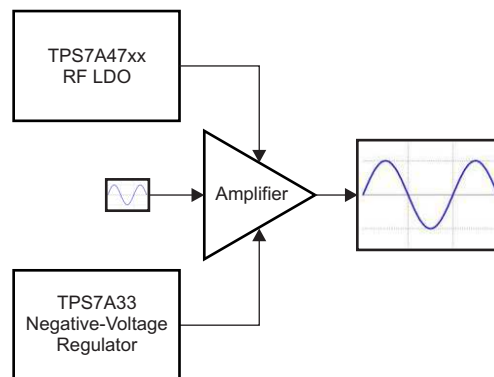 TPS7A47xx
RF LDO
Amplifier
TPS7A33
Negative-Voltage
Regulator